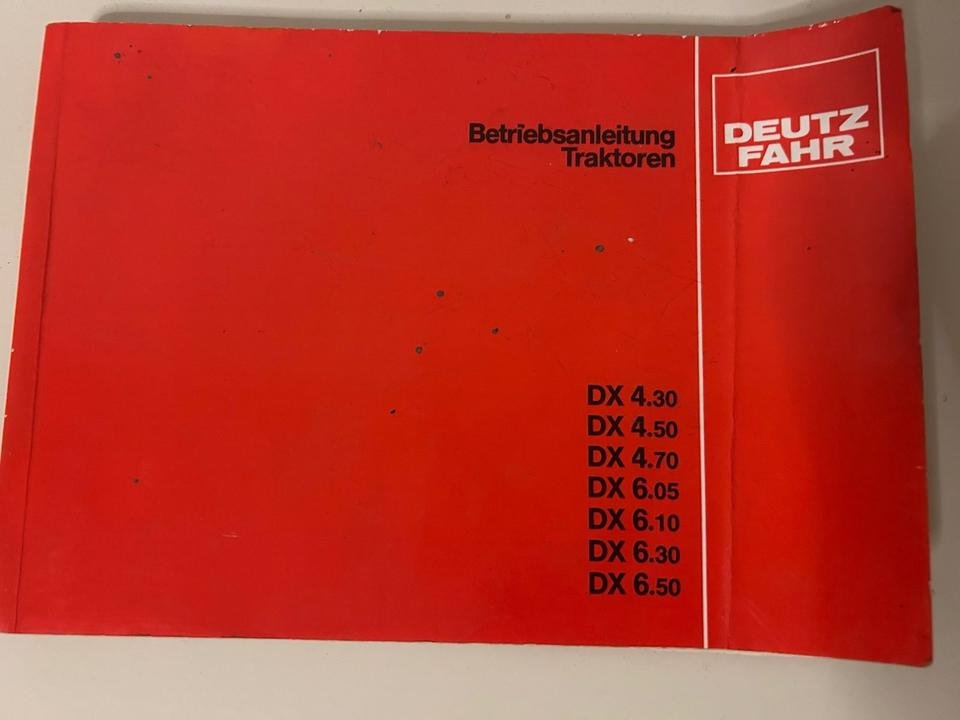 Betriebsanleitung
Traktoren
DEUTZ
FAHR
DX 4.30
DX 4.50
DX 4.70
DX 6.05
DX 6.10
DX 6.30
DX 6.50